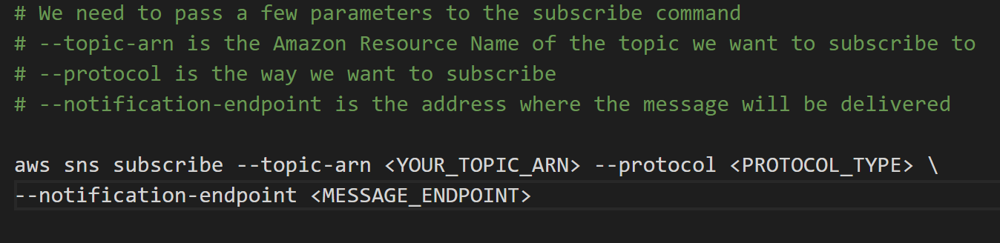 # We need to pass a few parameters to the subscribe command
# --topic-arn is the Amazon Resource Name of the topic we want to subscribe to
# --protocol is the way we want to subscribe
# --notification-endpoint is the address where the message will be delivered
aws sns subscribe --topic-arn <YOUR_TOPIC_ARN> --protocol <PROTOCOL_TYPE> \
--notification-endpoint <MESSAGE_ENDPOINT>